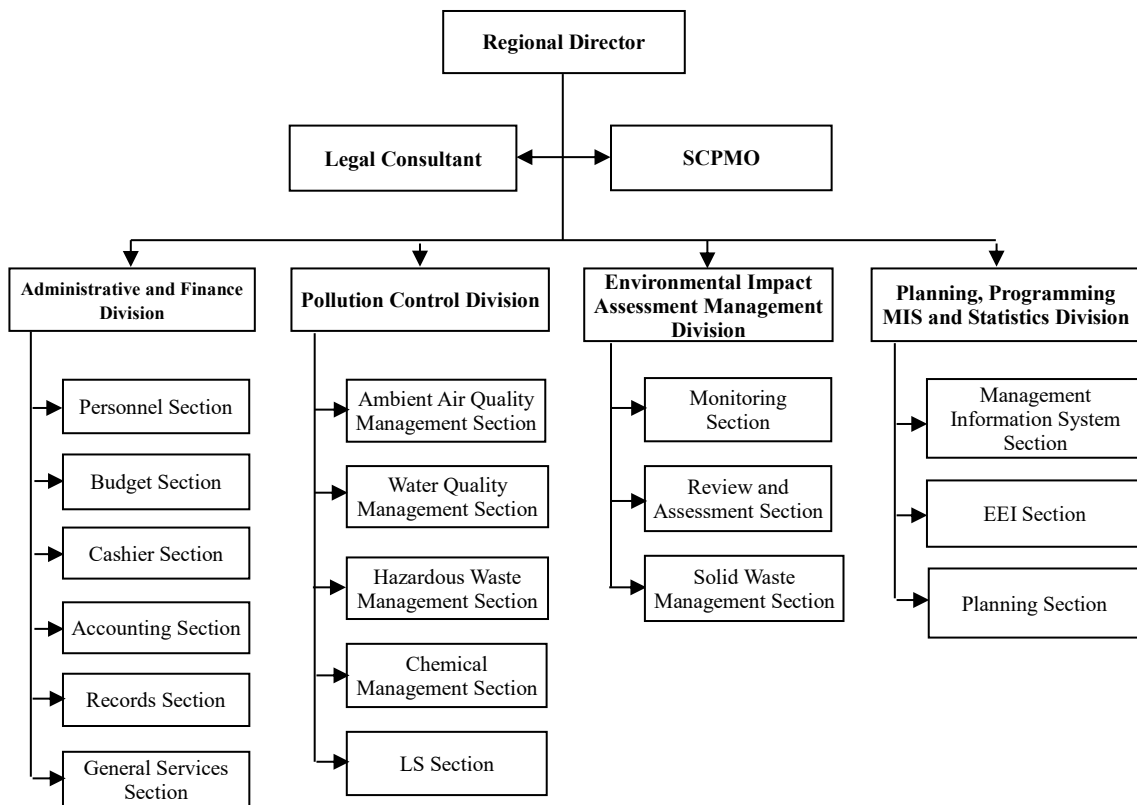 Regional Director
Legal Consultant
SCPMO
Administrative and Finance
Division
Personnel Section
Budget Section
Cashier Section
Accounting Section
Records Section
General Services
Section
Pollution Control Division
Ambient Air Quality
Management Section
Water Quality
Management Section
Hazardous Waste
Management Section
Chemical
Management Section
LS Section
Environmental Impact
Assessment Management
Division
Monitoring
Section
Review and
Assessment Section
Solid Waste
Management Section
Planning, Programming
MIS and Statistics Division
Management
Information System
Section
EEI Section
Planning Section